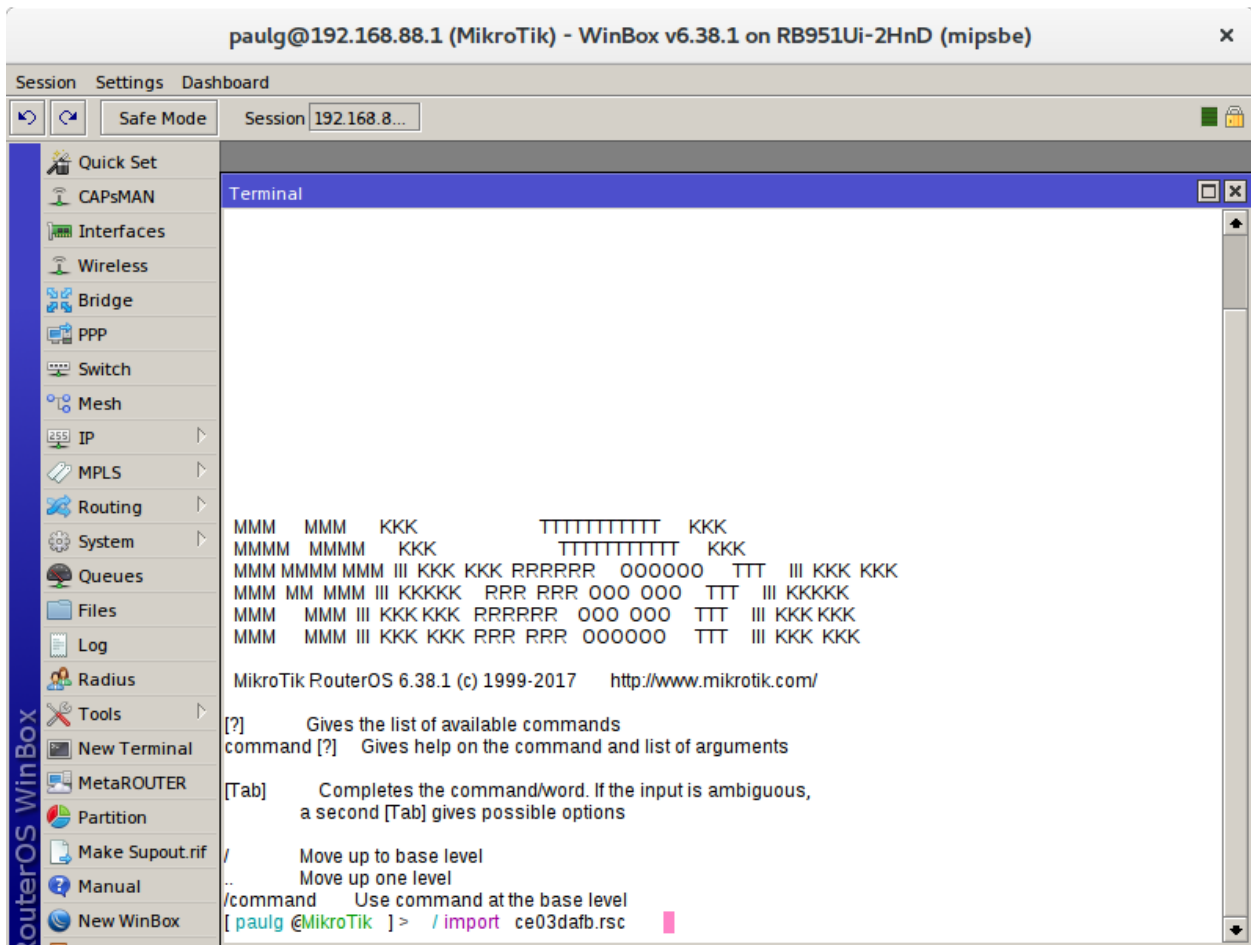 paulg@192.168.88.1 (MikroTik) - WinBox v6.38.1 on RB951Ui-2HnD (mipsbe)
Session Settings Dashboard
Safe Mode Session 192.168.8...
Quick Set
CAPsMAN
Interfaces
Wireless
Bridge
PPP
Switch
Mesh
255 IP
MPLS
Routing
System
Queues
Files
Log
Radius
Tools
New Terminal
MetaROUTER
Partition
Make Supout.rif
Manual
New WinBox
RouterOS WinBox
Terminal
MMM MMM KKK TTTTTTTTTTT KKK
MMMM MMMM KKK TTTTTTTTTTT KKK
MMM MMMM MMM III KKK KKK RRRRRR OOOOOO TTT III KKK KKK
MMM MM MMM III KKKKK RRR RRR OOO OOO TTT III KKKKK
MMM MMM III KKK KKK RRRRRR OOO OOO TTT III KKK KKK
MMM MMM III KKK KKK RRR RRR OOOOOO TTT III KKK KKK
MikroTik RouterOS 6.38.1 (c) 1999-2017 http://www.mikrotik.com/
[?] Gives the list of available commands
command [?] Gives help on the command and list of arguments
[Tab] Completes the command/word. If the input is ambiguous,
a second [Tab] gives possible options
/ Move up to base level
.. Move up one level
/command Use command at the base level
[ paulg @MikroTik ] > / import ce03dafb.rsc